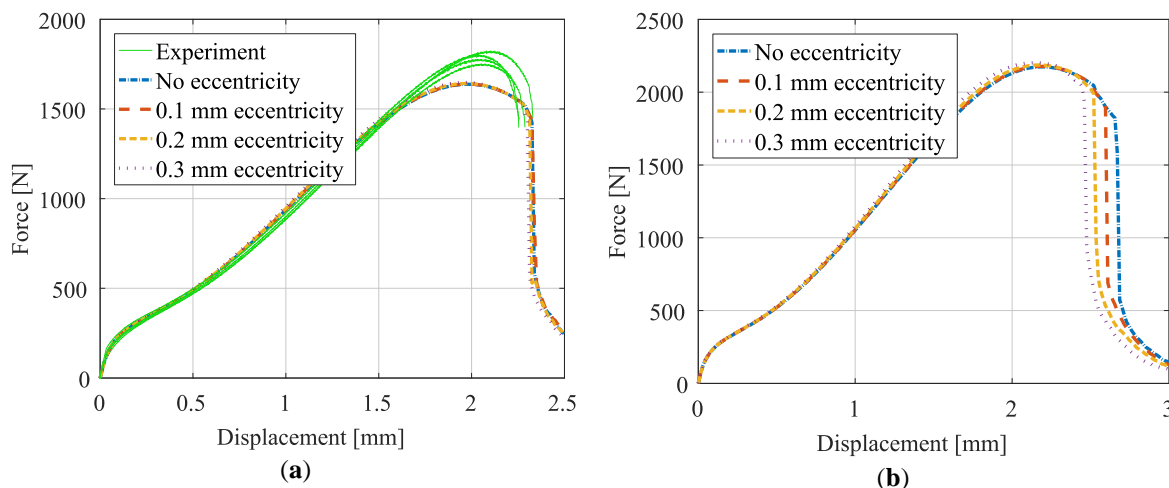 2000
1500
1000
500
0
Force [N]
Experiment
No eccentricity
0.1 mm eccentricity
0.2 mm eccentricity
0.3 mm eccentricity
0 0.5 1 1.5 2 2.5
Displacement [mm]
(a)
2500
2000
1500
1000
500
0
Force [N]
No eccentricity
0.1 mm eccentricity
0.2 mm eccentricity
0.3 mm eccentricity
0 1 2 3
Displacement [mm]
(b)